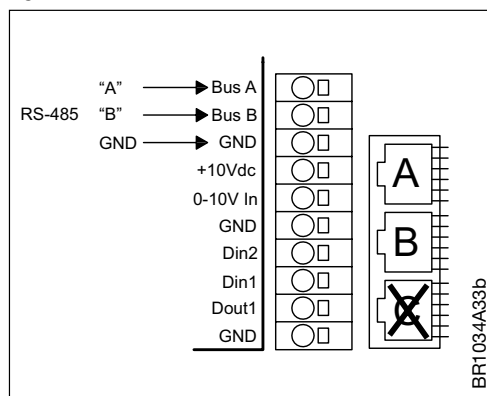 "A" Bus A
RS-485 "B" Bus B
GND GND
+10Vdc
0-10V In
GND
Din2
Din1
Dout1
GND
A
B
C
BR1034A33b